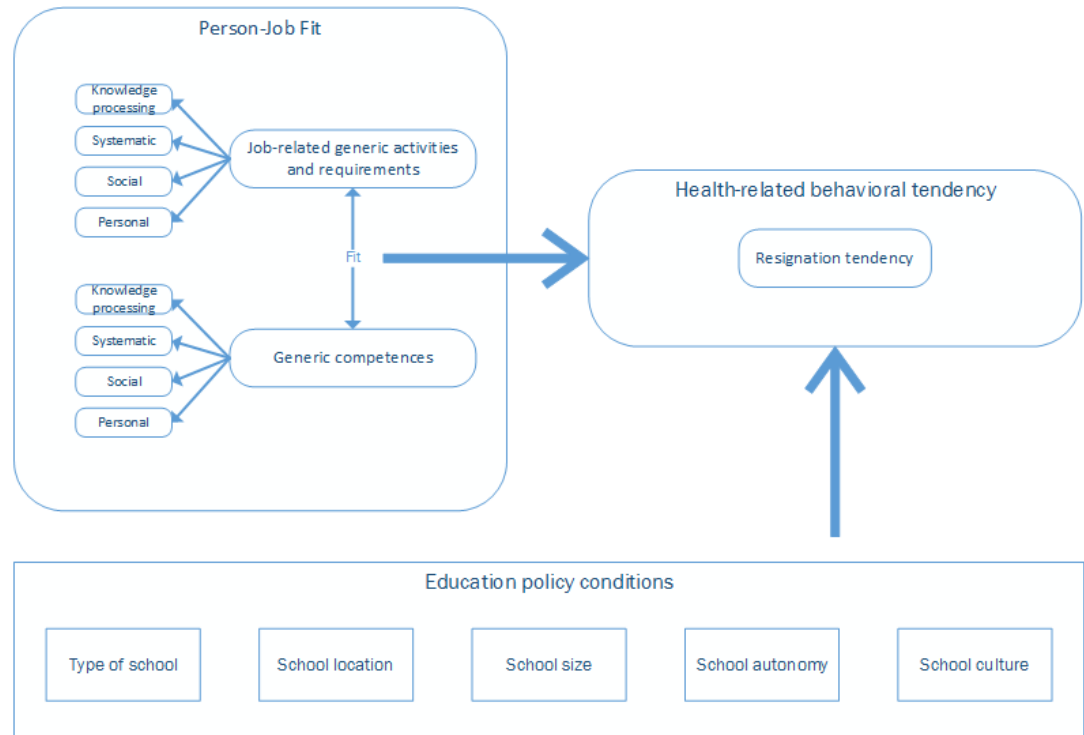 Person-Job Fit
Knowledge
processing
Systematic
Social
Personal
Job-related generic activities
and requirements
Fit
Knowledge
processing
Systematic
Social
Personal
Generic competences
Health-related behavioral tendency
Resignation tendency
Education policy conditions
Type of school
School location
School size
School autonomy
School culture